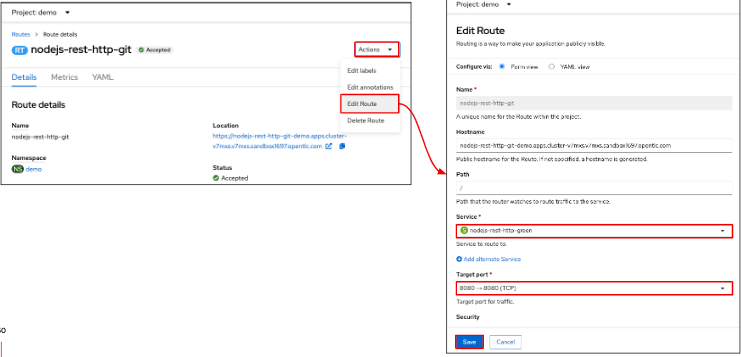 Project: demo
Routes > Route details
RT nodejs-rest-http-git Accepted
Actions
Edit labels
Edit annotations
Edit Route
Delete Route
Details Metrics YAML
Route details
Name
nodejs-rest-http-git
Namespace
NS demo
Location
https://nodejs-rest-http-git-demo.apps.cluster-
v7mxs.v7mxs.sandbox1697.opentlc.com
Status
Accepted
Project: demo
Edit Route
Routing is a way to make your application publicly visible.
Configure via: Form view YAML view
Name *
nodejs-rest-http-git
A unique name for the Route within the project.
Hostname
nodejs-rest-http-git-demo.apps.cluster-v7mxs.v7mxs.sandbox1697.opentlc.com
Public hostname for the Route. If not specified, a hostname is generated.
Path
/
Path that the router watches to route traffic to the service.
Service *
S nodejs-rest-http-green
Service to route to.
Add alternate Service
Target port *
8080 → 8080 (TCP)
Target port for traffic.
Security
Save Cancel